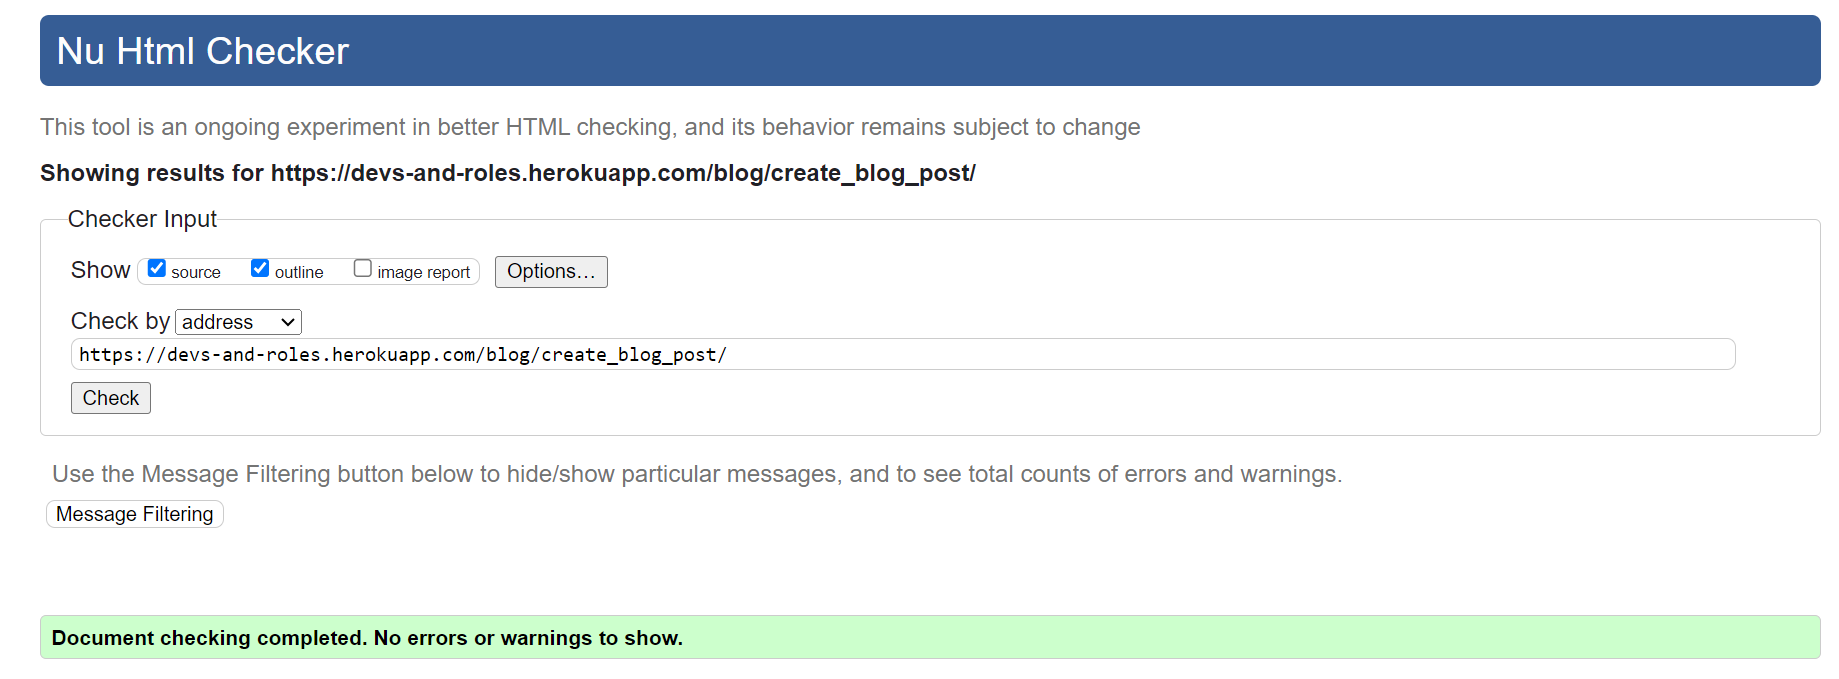 Nu Html Checker
This tool is an ongoing experiment in better HTML checking, and its behavior remains subject to change
Showing results for https://devs-and-roles.herokuapp.com/blog/create_blog_post/
Checker Input
Show source outline image report Options...
Check by address
https://devs-and-roles.herokuapp.com/blog/create_blog_post/
Check
Use the Message Filtering button below to hide/show particular messages, and to see total counts of errors and warnings.
Message Filtering
Document checking completed. No errors or warnings to show.